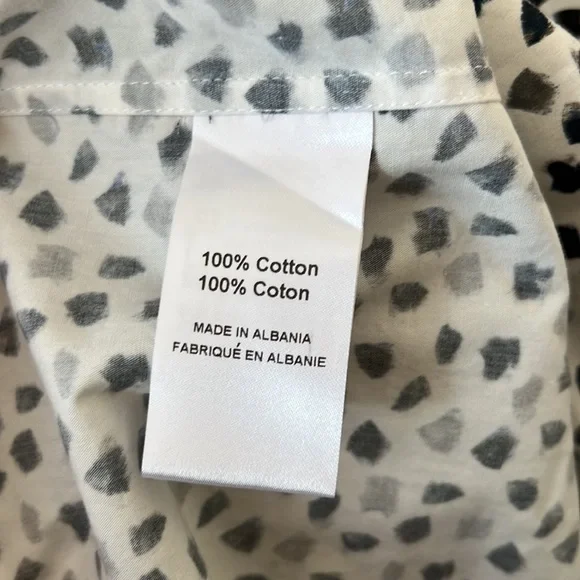 100% Cotton
100% Coton
MADE IN ALBANIA
FABRIQUÉ EN ALBANIE